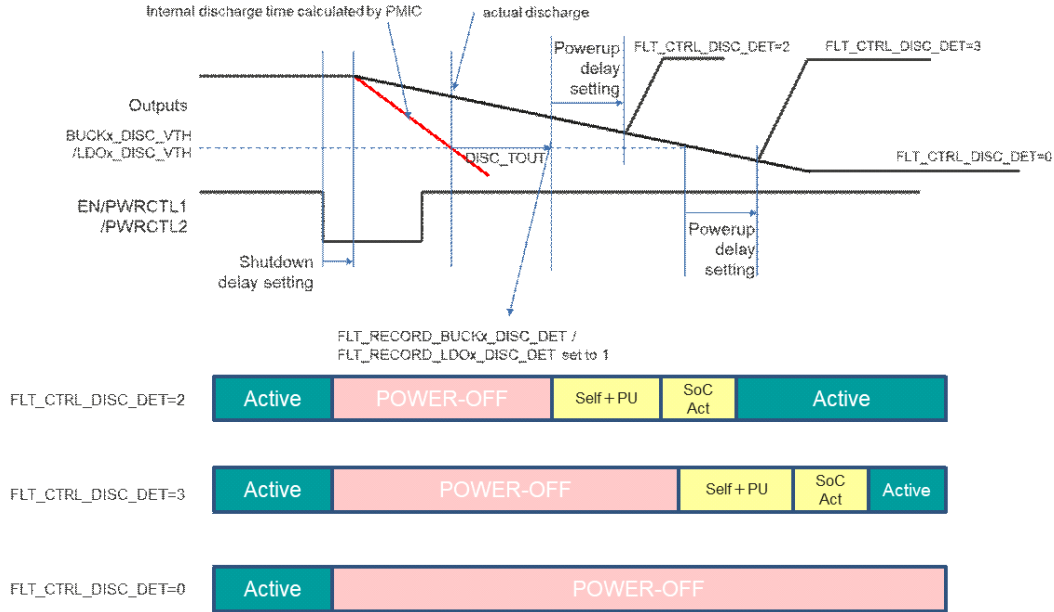 Internal discharge time calculated by PMIC
actual discharge
Powerup
delay
setting
FLT_CTRL_DISC_DET=2
FLT_CTRL_DISC_DET=3
Outputs
BUCKx_DISC_VTH
/LDOx_DISC_VTH
DISC_TOUT
FLT_CTRL_DISC_DET=0
EN/PWRCTL1
/PWRCTL2
Shutdown
delay setting
Powerup
delay
setting
FLT_RECORD_BUCKx_DISC_DET /
FLT_RECORD_LDOx_DISC_DET set to 1
FLT_CTRL_DISC_DET=2
Active
POWER-OFF
Self+PU
SoC
Act
Active
FLT_CTRL_DISC_DET=3
Active
POWER-OFF
Self+PU
SoC
Act
Active
FLT_CTRL_DISC_DET=0
Active
POWER-OFF